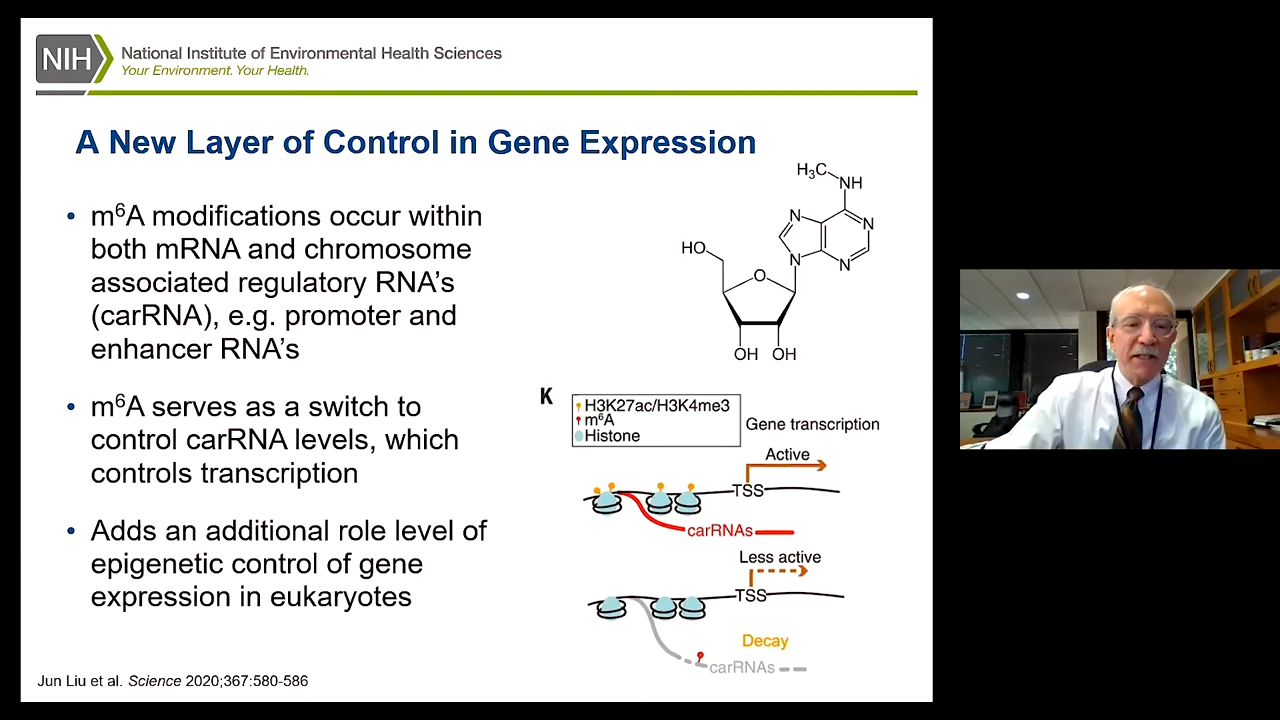 NIH National Institute of Environmental Health Sciences
Your Environment. Your Health.
A New Layer of Control in Gene Expression
• m⁶A modifications occur within
both mRNA and chromosome
associated regulatory RNA’s
(carRNA), e.g. promoter and
enhancer RNA’s
• m⁶A serves as a switch to
control carRNA levels, which
controls transcription
• Adds an additional role level of
epigenetic control of gene
expression in eukaryotes
H₃C
NH
N
N
N
N
HO
O
OH OH
K
H3K27ac/H3K4me3
m⁶A
Histone
Gene transcription
Active
TSS
carRNAs
Less active
TSS
Decay
carRNAs
Jun Liu et al. Science 2020;367:580-586